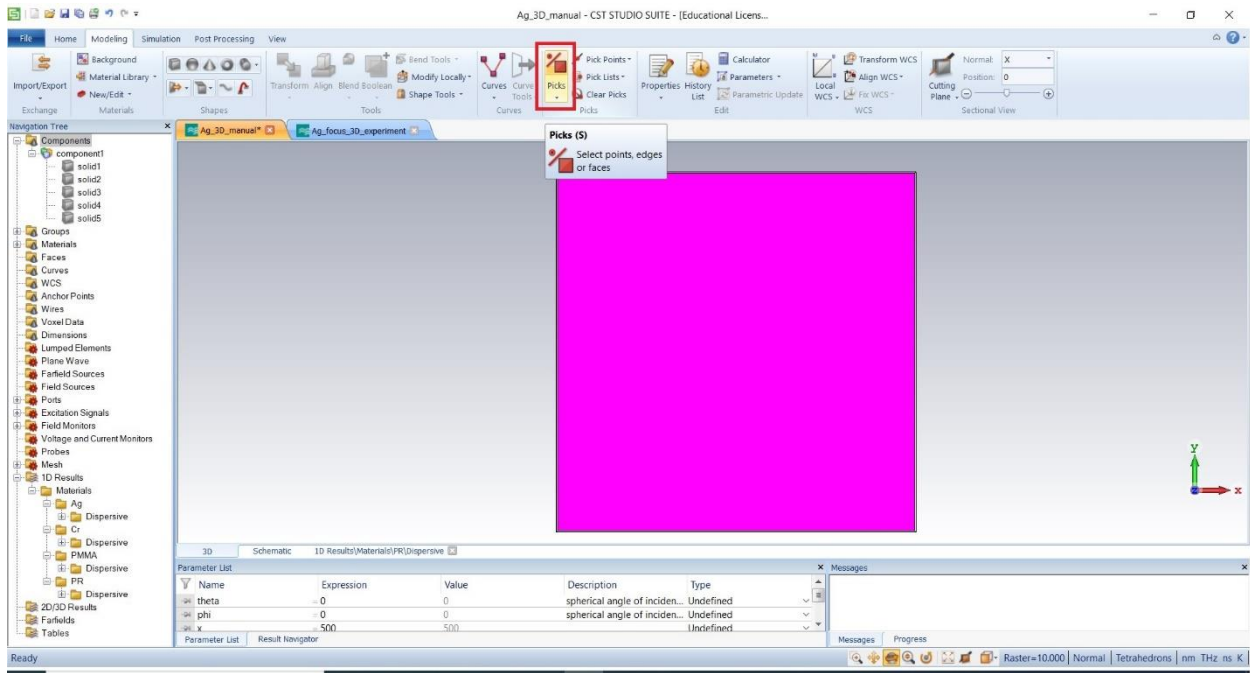 Ag_3D_manual - CST STUDIO SUITE - [Educational Licens...
File Home Modeling Simulation Post Processing View
Import/Export
Background
Material Library
New/Edit
Exchange
Materials
Shapes
Transform Align Blend Boolean
Bend Tools
Modify Locally
Shape Tools
Tools
Curves Curve Tools
Curves
Picks
Pick Points
Pick Lists
Clear Picks
Picks
Properties History List
Calculator
Parameters
Parametric Update
Edit
Local WCS
Transform WCS
Align WCS
Fix WCS
WCS
Cutting Plane
Normal: X
Position: 0
Sectional View
Navigation Tree
Ag_3D_manual*
Ag_focus_3D_experiment
Picks (S)
Select points, edges
or faces
Components
component1
solid1
solid2
solid3
solid4
solid5
Groups
Materials
Faces
Curves
WCS
Anchor Points
Wires
Voxel Data
Dimensions
Lumped Elements
Plane Wave
Farfield Sources
Field Sources
Ports
Excitation Signals
Field Monitors
Voltage and Current Monitors
Probes
Mesh
1D Results
Materials
Ag
Dispersive
Cr
Dispersive
PMMA
Dispersive
PR
Dispersive
2D/3D Results
Farfields
Tables
y
x
3D Schematic 1D Results\Materials\PR\Dispersive
Parameter List
Name Expression Value Description Type
theta = 0 0 spherical angle of inciden... Undefined
phi = 0 0 spherical angle of inciden... Undefined
x = 500 500 Undefined
Parameter List Result Navigator
Messages
Messages Progress
Ready
Raster=10.000 Normal Tetrahedrons nm THz ns K